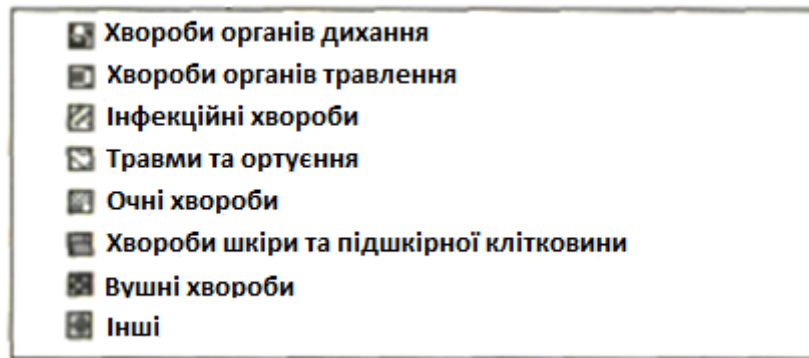 Хвороби органів дихання
Хвороби органів травлення
Інфекційні хвороби
Травми та ортуєння
Очні хвороби
Хвороби шкіри та підшкірної клітковини
Вушні хвороби
Інші